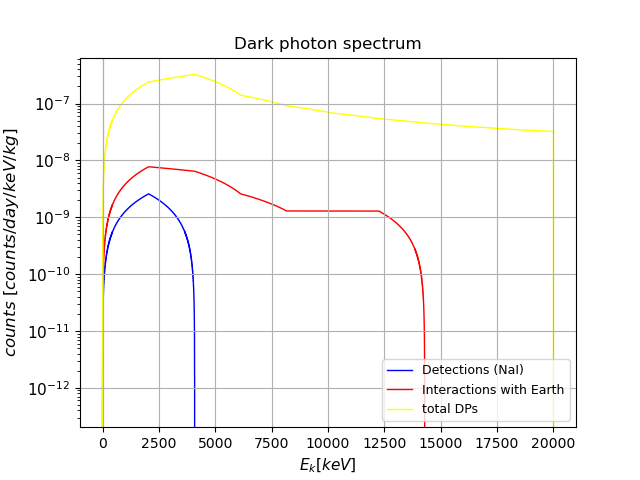 Dark photon spectrum
counts [counts/day/keV/kg]
10⁻⁷
10⁻⁸
10⁻⁹
10⁻¹⁰
10⁻¹¹
10⁻¹²
Detections (NaI)
Interactions with Earth
total DPs
0 2500 5000 7500 10000 12500 15000 17500 20000
Eₖ[keV]